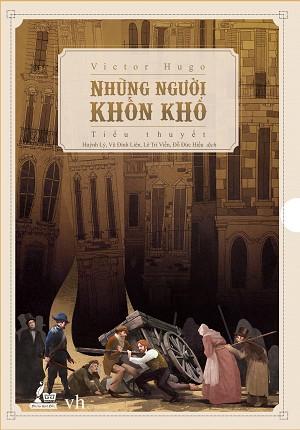 Victor Hugo
NHỮNG NGƯỜI
KHỐN KHỔ
Tiểu thuyết
Huỳnh Lý, Vũ Đình Liên, Lê Trí Viễn, Đỗ Đức Hiểu dịch
vh